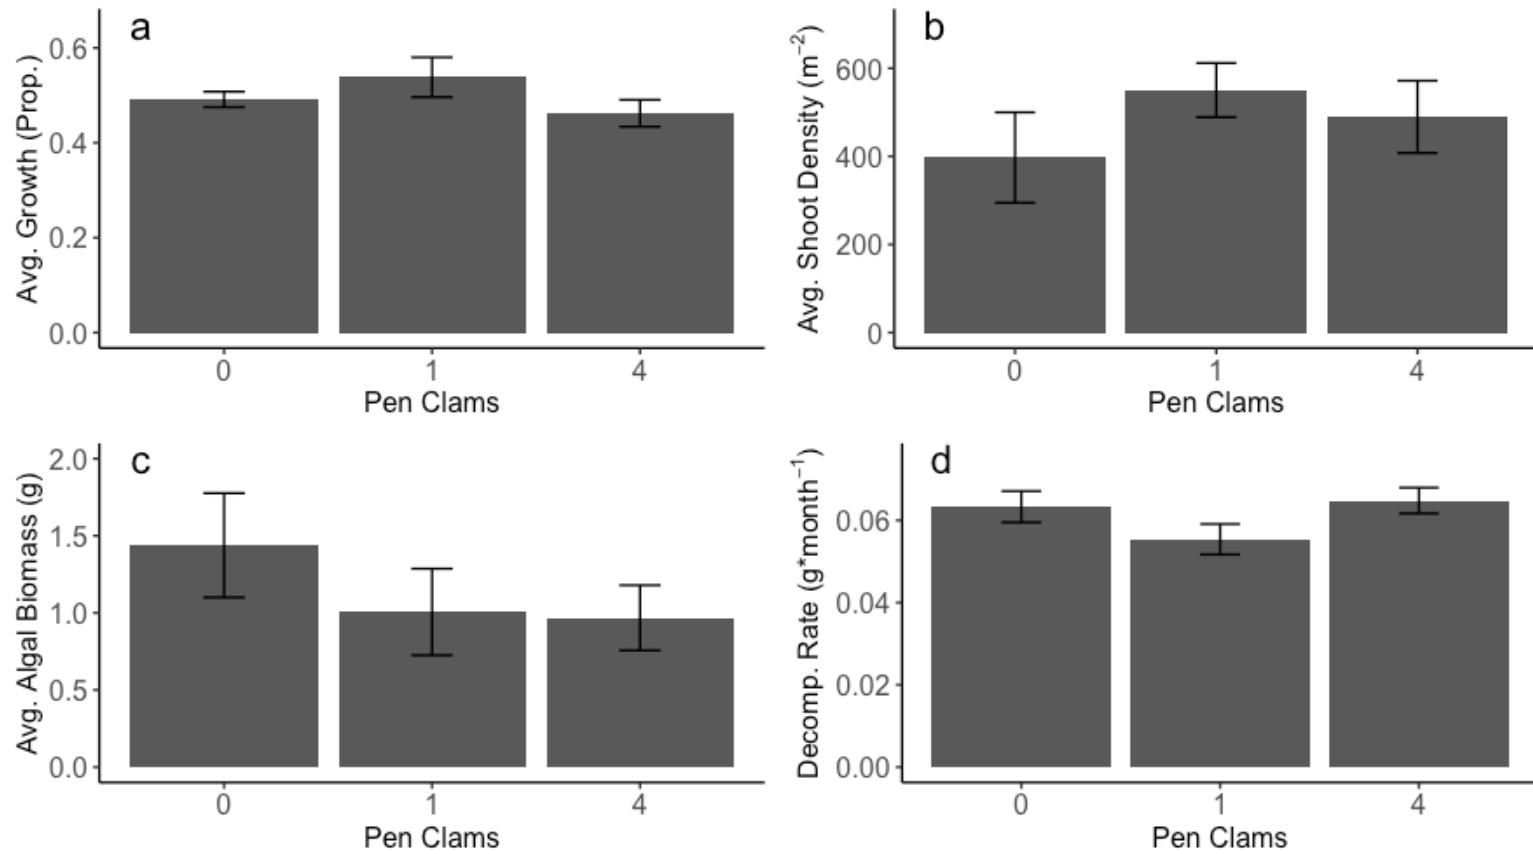 a
Avg. Growth (Prop.)
0.6
0.4
0.2
0.0
0 1 4
Pen Clams
b
Avg. Shoot Density (m⁻²)
600
400
200
0
0 1 4
Pen Clams
c
Avg. Algal Biomass (g)
2.0
1.5
1.0
0.5
0.0
0 1 4
Pen Clams
d
Decomp. Rate (g*month⁻¹)
0.06
0.04
0.02
0.00
0 1 4
Pen Clams